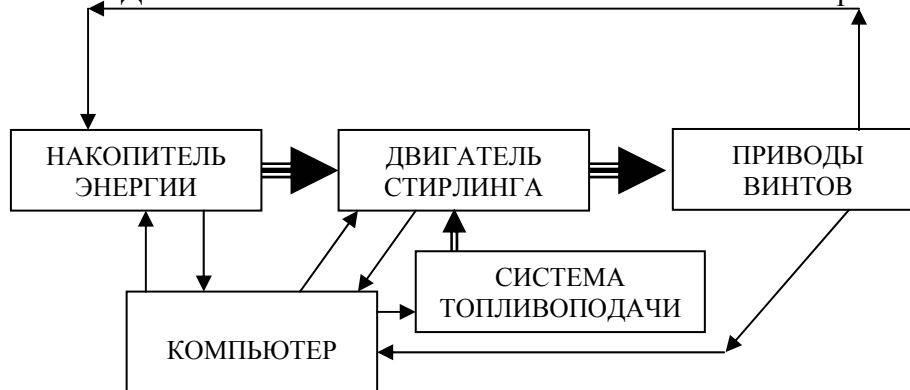 НАКОПИТЕЛЬ
ЭНЕРГИИ
ДВИГАТЕЛЬ
СТИРЛИНГА
ПРИВОДЫ
ВИНТОВ
СИСТЕМА
ТОПЛИВОПОДАЧИ
КОМПЬЮТЕР